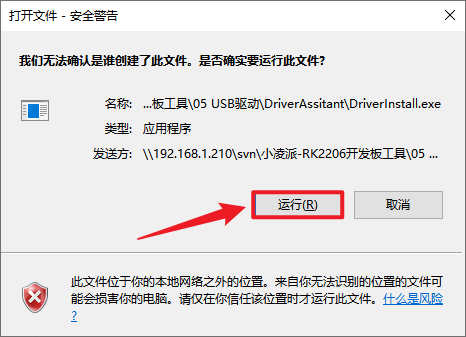 打开文件 - 安全警告
我们无法确认是谁创建了此文件。是否确实要运行此文件?
名称: ...板工具\05 USB驱动\DriverAssitant\DriverInstall.exe
类型: 应用程序
发送方: \\192.168.1.210\svn\小凌派-RK2206开发板工具\05 ...
运行(R) 取消
此文件位于你的本地网络之外的位置。来自你无法识别的位置的文件可
能会损害你的电脑。请仅在你信任该位置时才运行此文件。什么是风险
?